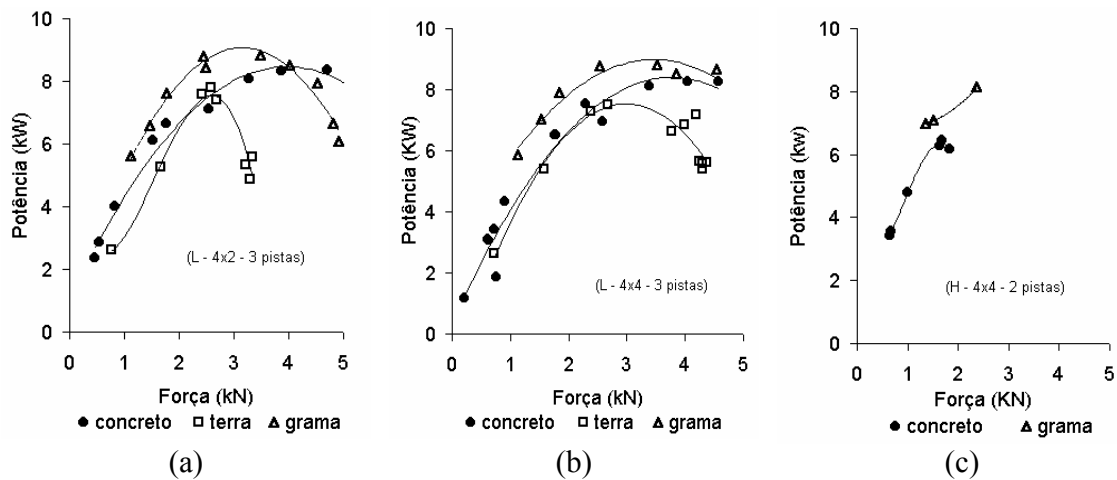 (a)
10
8
6
4
2
0
Potência (kW)
(L - 4x2 - 3 pistas)
0 1 2 3 4 5
Força (kN)
concreto terra grama
(a)
(b)
10
8
6
4
2
0
Potência (KW)
(L - 4x4 - 3 pistas)
0 1 2 3 4 5
Força (kN)
concreto terra grama
(b)
(c)
10
8
6
4
2
0
Potência (kw)
(H - 4x4 - 2 pistas)
0 1 2 3 4 5
Força (KN)
concreto grama
(c)